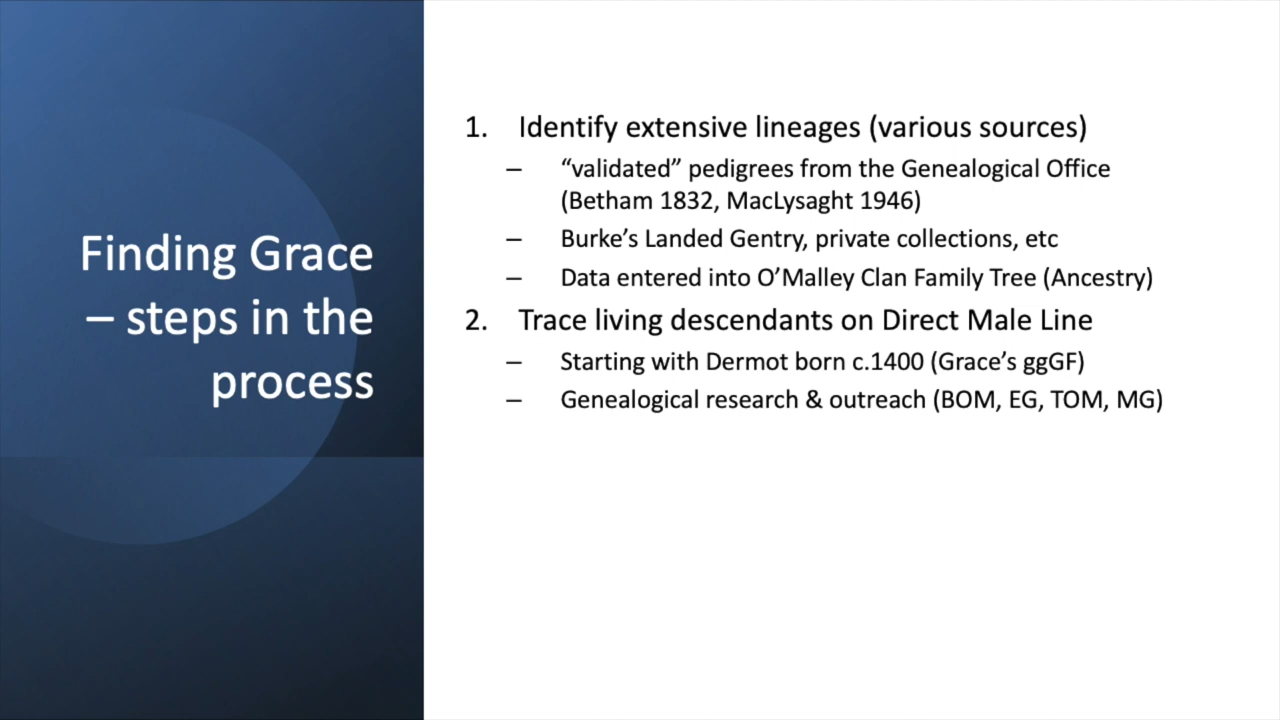 Finding Grace
– steps in the
process
1. Identify extensive lineages (various sources)
– “validated” pedigrees from the Genealogical Office
(Betham 1832, MacLysaght 1946)
– Burke’s Landed Gentry, private collections, etc
– Data entered into O’Malley Clan Family Tree (Ancestry)
2. Trace living descendants on Direct Male Line
– Starting with Dermot born c.1400 (Grace’s ggGF)
– Genealogical research & outreach (BOM, EG, TOM, MG)